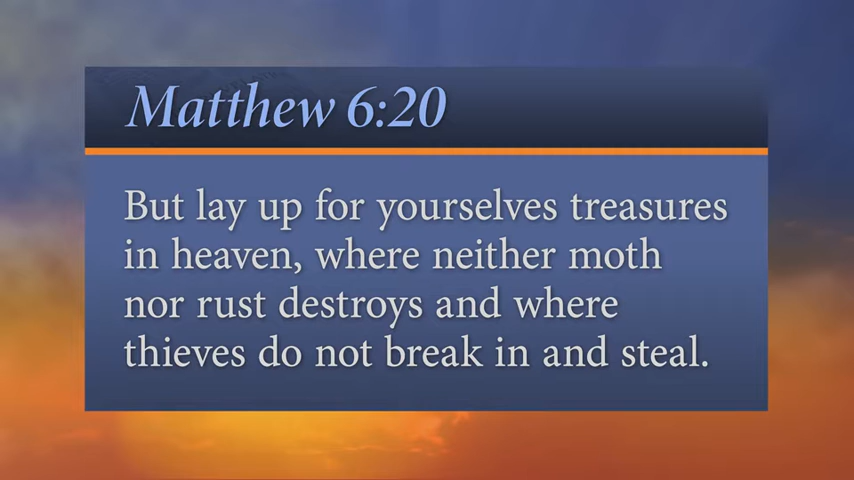 Matthew 6:20
But lay up for yourselves treasures
in heaven, where neither moth
nor rust destroys and where
thieves do not break in and steal.